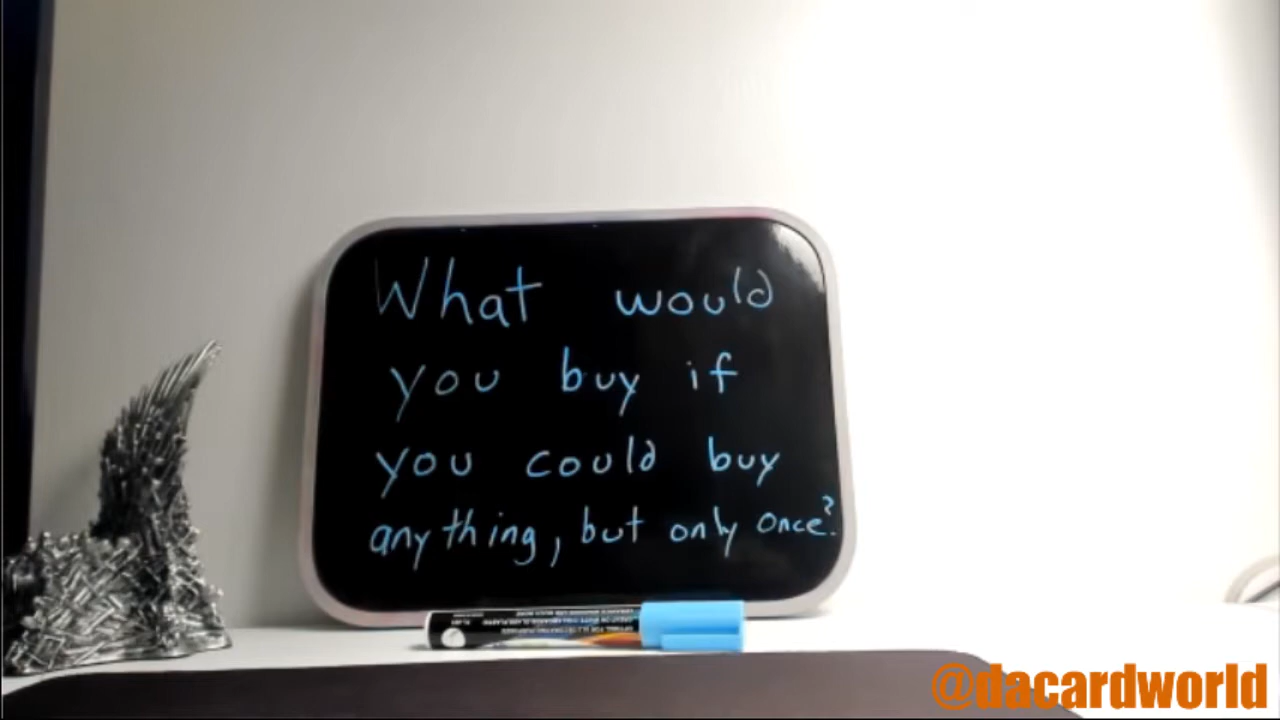 What would
you buy if
you could buy
anything, but only once?
@dacardworld